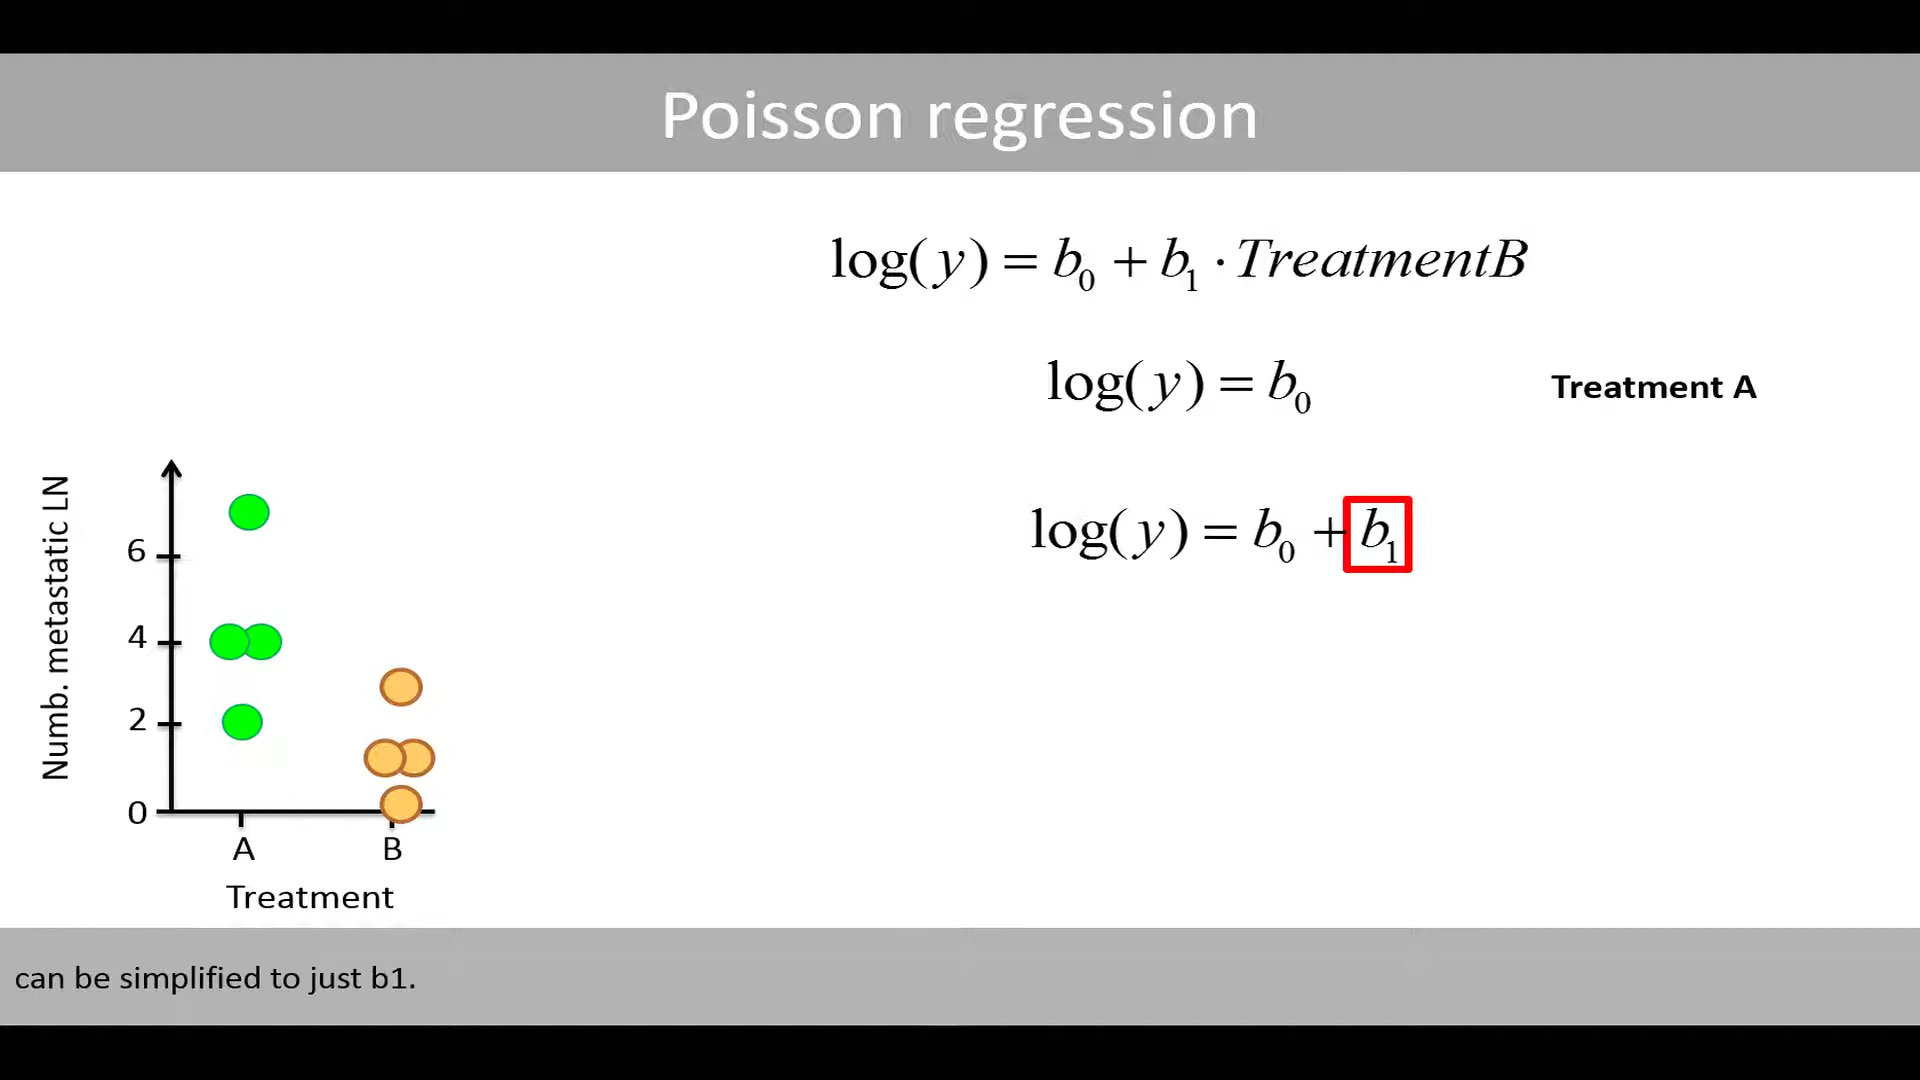 Poisson regression
log(y) = b₀ + b₁ · TreatmentB
log(y) = b₀
Treatment A
log(y) = b₀ + b₁
Numb. metastatic LN
6
4
2
0
A B
Treatment
can be simplified to just b1.